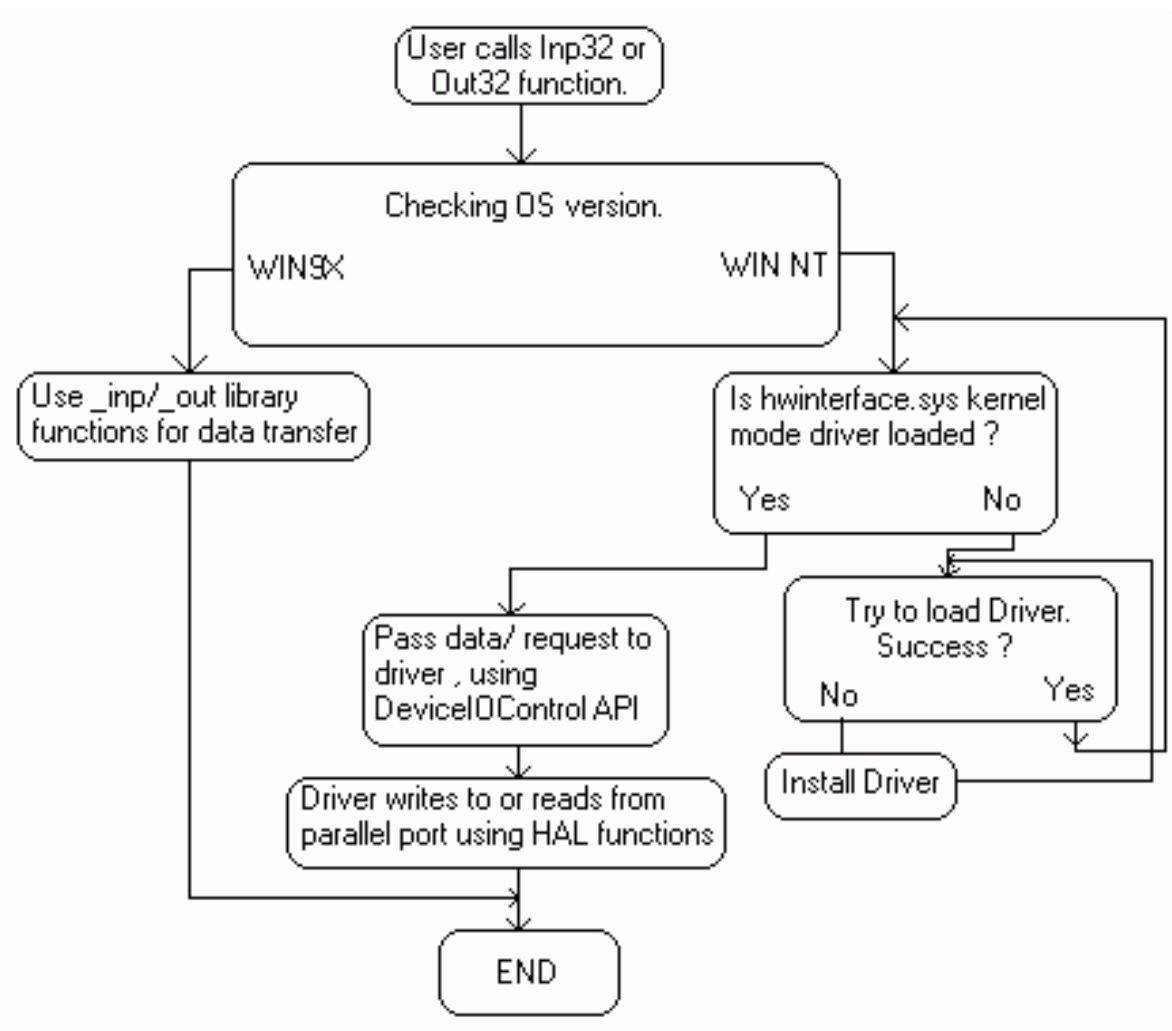 User calls Inp32 or
Out32 function.
Checking OS version.
WIN9X
WIN NT
Use _inp/_out library
functions for data transfer
Is hwinterface.sys kernel
mode driver loaded ?
Yes
No
Try to load Driver.
Success ?
No
Yes
Pass data/ request to
driver , using
DeviceIOControl API
Install Driver
Driver writes to or reads from
parallel port using HAL functions
END